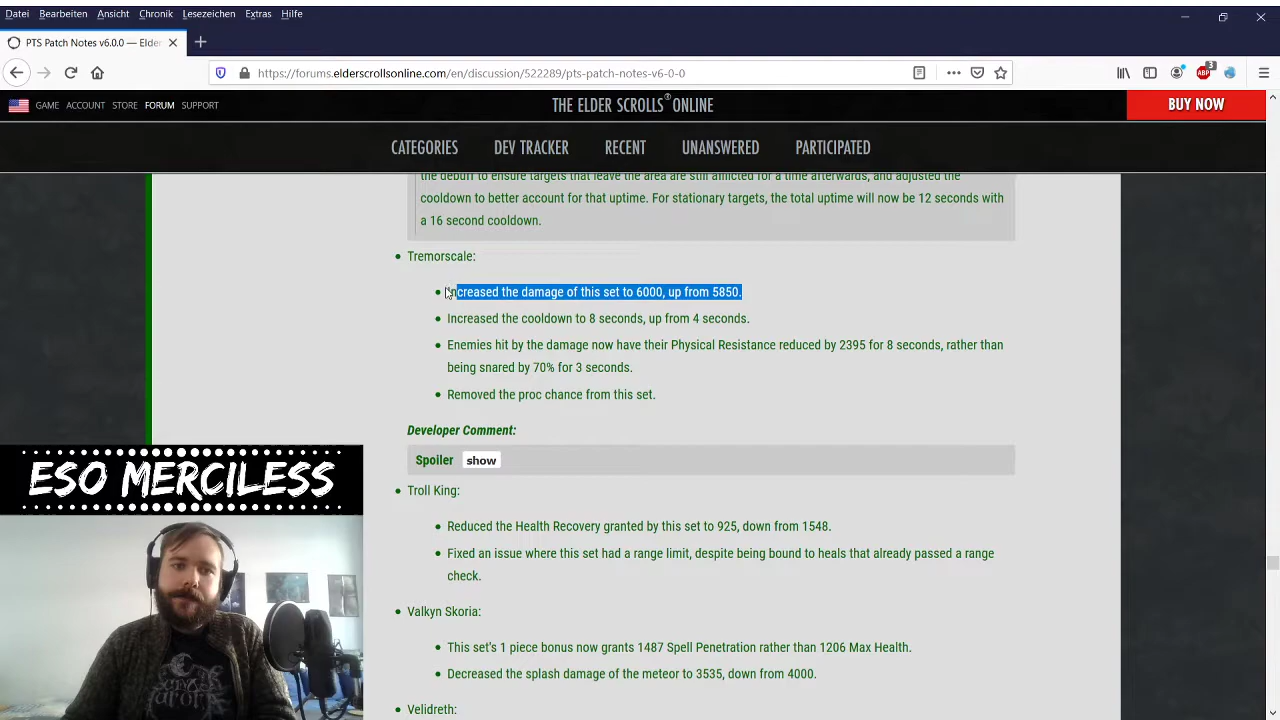 Datei Bearbeiten Ansicht Chronik Lesezeichen Extras Hilfe
PTS Patch Notes v6.0.0 — Elder
https://forums.elderscrollsonline.com/en/discussion/522289/pts-patch-notes-v6-0-0
ABP 3
GAME ACCOUNT STORE FORUM SUPPORT
THE ELDER SCROLLS® ONLINE
BUY NOW
CATEGORIES DEV TRACKER RECENT UNANSWERED PARTICIPATED
the debuff to ensure targets that leave the area are still afflicted for a time afterwards, and adjusted the
cooldown to better account for that uptime. For stationary targets, the total uptime will now be 12 seconds with
a 16 second cooldown.
Tremorscale:
Increased the damage of this set to 6000, up from 5850.
Increased the cooldown to 8 seconds, up from 4 seconds.
Enemies hit by the damage now have their Physical Resistance reduced by 2395 for 8 seconds, rather than
being snared by 70% for 3 seconds.
Removed the proc chance from this set.
Developer Comment:
Spoiler show
ESO MERCILESS
Troll King:
Reduced the Health Recovery granted by this set to 925, down from 1548.
Fixed an issue where this set had a range limit, despite being bound to heals that already passed a range
check.
Valkyn Skoria:
This set's 1 piece bonus now grants 1487 Spell Penetration rather than 1206 Max Health.
Decreased the splash damage of the meteor to 3535, down from 4000.
Velidreth: